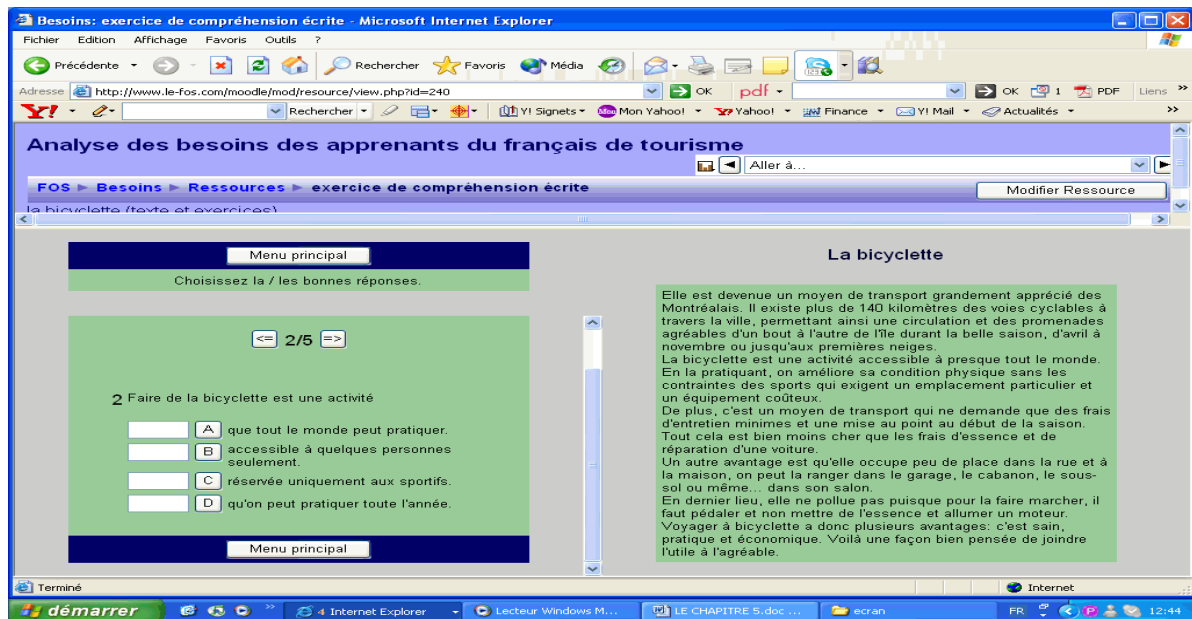 Besoins: exercice de compréhension écrite - Microsoft Internet Explorer
Fichier Edition Affichage Favoris Outils ?
Précédente Rechercher Favoris Média
Adresse http://www.le-fos.com/moodle/mod/resource/view.php?id=240 OK pdf OK 1 PDF Liens »
Y! Rechercher Y! Signets Mon Yahoo! Yahoo! Finance Y! Mail Actualités »
Analyse des besoins des apprenants du français de tourisme
Aller à...
FOS ► Besoins ► Ressources ► exercice de compréhension écrite
Modifier Ressource
la bicyclette (texte et exercices)
Menu principal
Choisissez la / les bonnes réponses.
<= 2/5 =>
2 Faire de la bicyclette est une activité
A que tout le monde peut pratiquer.
B accessible à quelques personnes
seulement.
C réservée uniquement aux sportifs.
D qu'on peut pratiquer toute l'année.
Menu principal
La bicyclette
Elle est devenue un moyen de transport grandement apprécié des
Montréalais. Il existe plus de 140 kilomètres des voies cyclables à
travers la ville, permettant ainsi une circulation et des promenades
agréables d'un bout à l'autre de l'île durant la belle saison, d'avril à
novembre ou jusqu'aux premières neiges.
La bicyclette est une activité accessible à presque tout le monde.
En la pratiquant, on améliore sa condition physique sans les
contraintes des sports qui exigent un emplacement particulier et
un équipement coûteux.
De plus, c'est un moyen de transport qui ne demande que des frais
d'entretien minimes et une mise au point au début de la saison.
Tout cela est bien moins cher que les frais d'essence et de
réparation d'une voiture.
Un autre avantage est qu'elle occupe peu de place dans la rue et à
la maison, on peut la ranger dans le garage, le cabanon, le sous-
sol ou même... dans son salon.
En dernier lieu, elle ne pollue pas puisque pour la faire marcher, il
faut pédaler et non mettre de l'essence et allumer un moteur.
Voyager à bicyclette a donc plusieurs avantages: c'est sain,
pratique et économique. Voilà une façon bien pensée de joindre
l'utile à l'agréable.
Terminé Internet
démarrer » 4 Internet Explorer Lecteur Windows M... LE CHAPITRE 5.doc ... ecran FR 12:44